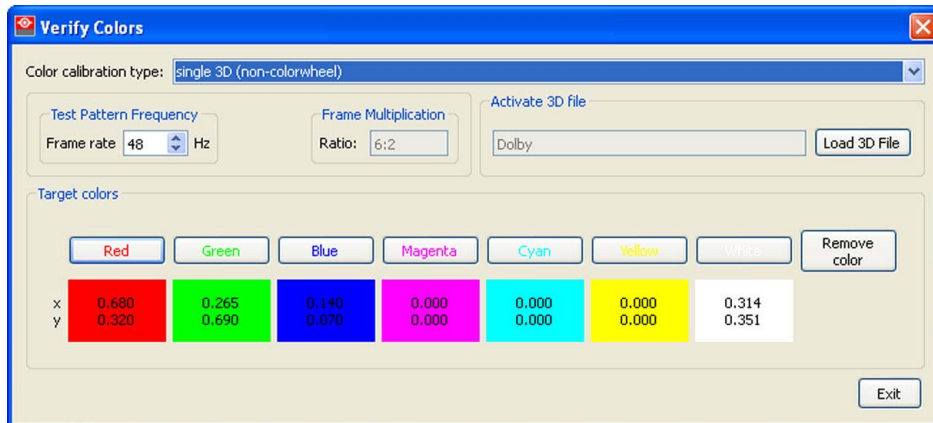 Verify Colors
Color calibration type: single 3D (non-colorwheel)
Test Pattern Frequency
Frame rate 48 Hz
Frame Multiplication
Ratio: 6:2
Activate 3D file
Dolby Load 3D File
Target colors
Red Green Blue Magenta Cyan Yellow White Remove color
x 0.680 0.265 0.140 0.000 0.000 0.000 0.314
y 0.320 0.690 0.070 0.000 0.000 0.000 0.351
Exit